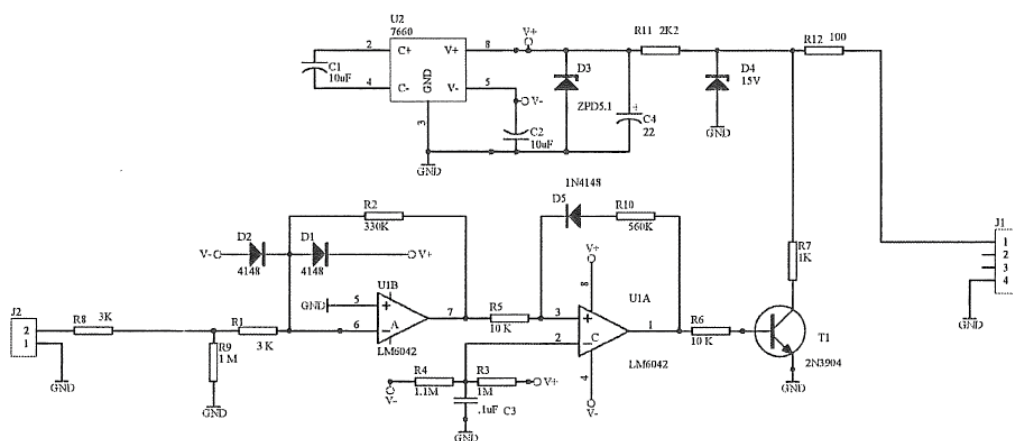 U2
7660
V+
R11 2K2
R12 100
2 C+ V+ 8
C1
10uF
D3
D4
15V
4 C- GND V- 5
V-
ZPD5.1
C4
22
3
C2
10uF
GND
GND
1N4148
R2
330K
D5
R10
560K
J1
1
2
3
4
D2
4148
D1
4148
V-
V+
V+
R7
1K
U1B
8
U1A
J2
2
1
R8 3K
R1
3 K
GND
5
+
6
−
A
7
R5
10 K
3
+
2
−
C
1
R6
10 K
T1
2N3904
GND
R9
1 M
LM6042
LM6042
R4
1.1M
R3
1M
V+
4
GND
GND
V-
.1uF C3
V-
GND
GND